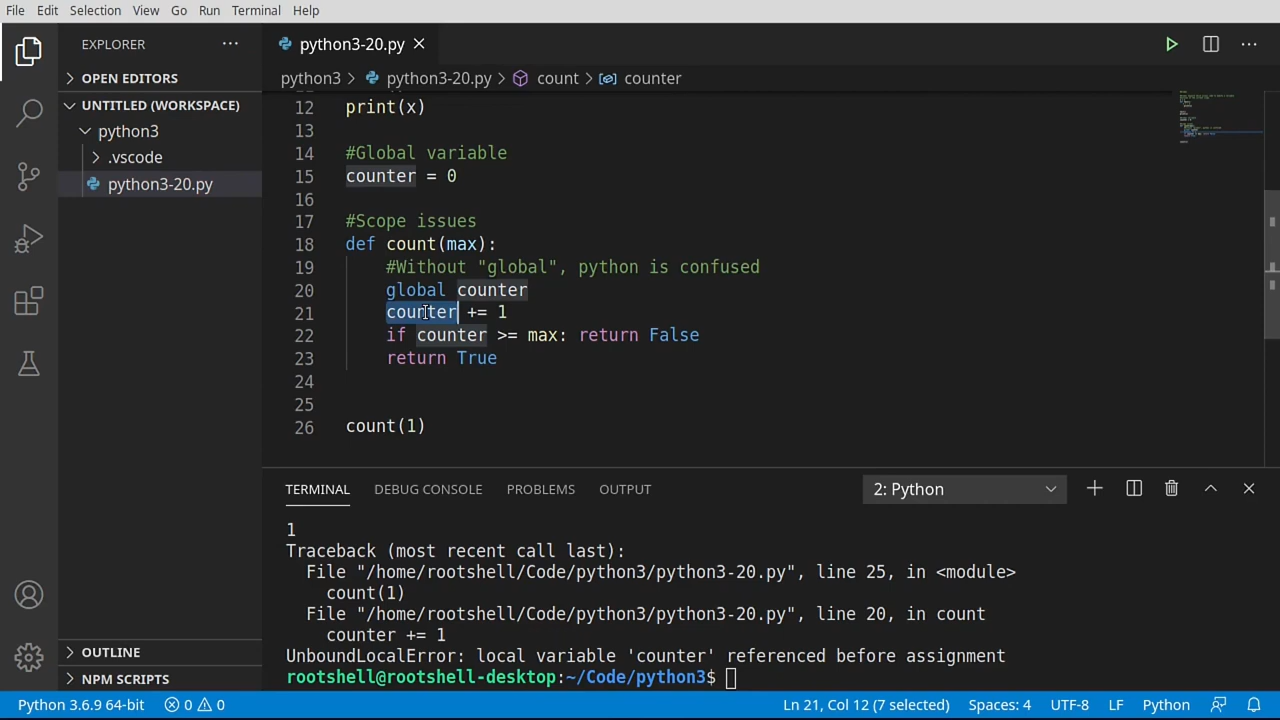 File Edit Selection View Go Run Terminal Help
EXPLORER ···
OPEN EDITORS
UNTITLED (WORKSPACE)
python3
.vscode
python3-20.py
OUTLINE
NPM SCRIPTS
python3-20.py
python3 > python3-20.py > count > counter
12 print(x)
13
14 #Global variable
15 counter = 0
16
17 #Scope issues
18 def count(max):
19 #Without "global", python is confused
20 global counter
21 counter += 1
22 if counter >= max: return False
23 return True
24
25
26 count(1)
TERMINAL DEBUG CONSOLE PROBLEMS OUTPUT 2: Python
1
Traceback (most recent call last):
File "/home/rootshell/Code/python3/python3-20.py", line 25, in <module>
count(1)
File "/home/rootshell/Code/python3/python3-20.py", line 20, in count
counter += 1
UnboundLocalError: local variable 'counter' referenced before assignment
rootshell@rootshell-desktop:~/Code/python3$
Python 3.6.9 64-bit 0 0 Ln 21, Col 12 (7 selected) Spaces: 4 UTF-8 LF Python